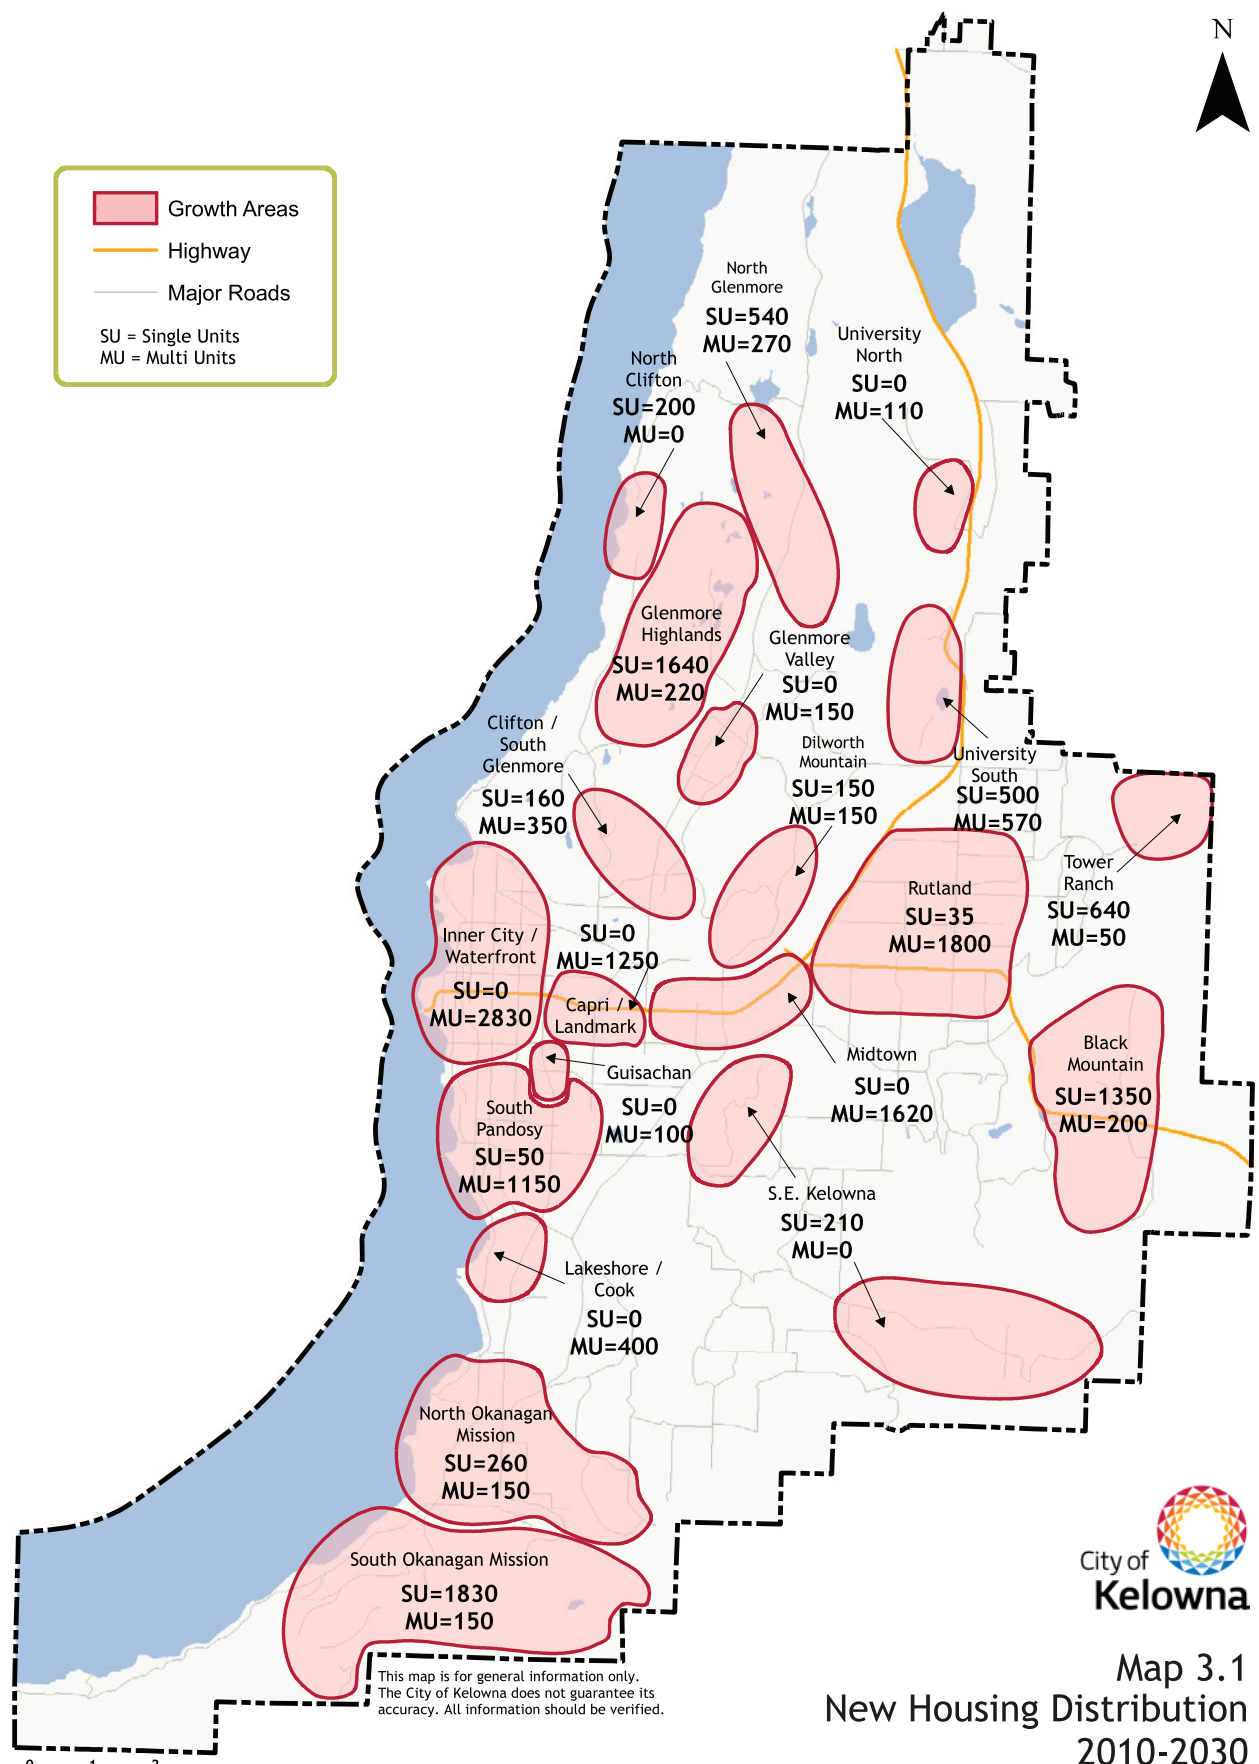 N
Growth Areas
Highway
Major Roads
SU = Single Units
MU = Multi Units
North
Glenmore
SU=540
MU=270
University
North
SU=0
MU=110
North
Clifton
SU=200
MU=0
Glenmore
Highlands
SU=1640
MU=220
Glenmore
Valley
SU=0
MU=150
Clifton /
South
Glenmore
SU=160
MU=350
Dilworth
Mountain
SU=150
MU=150
University
South
SU=500
MU=570
Tower
Ranch
SU=640
MU=50
Rutland
SU=35
MU=1800
Inner City /
Waterfront
SU=0
MU=2830
SU=0
MU=1250
Capri /
Landmark
Midtown
SU=0
MU=1620
Black
Mountain
SU=1350
MU=200
Guisachan
SU=0
MU=100
South
Pandosy
SU=50
MU=1150
S.E. Kelowna
SU=210
MU=0
Lakeshore /
Cook
SU=0
MU=400
North Okanagan
Mission
SU=260
MU=150
South Okanagan Mission
SU=1830
MU=150
This map is for general information only.
The City of Kelowna does not guarantee its
accuracy. All information should be verified.
City of
Kelowna
Map 3.1
New Housing Distribution
2010-2030